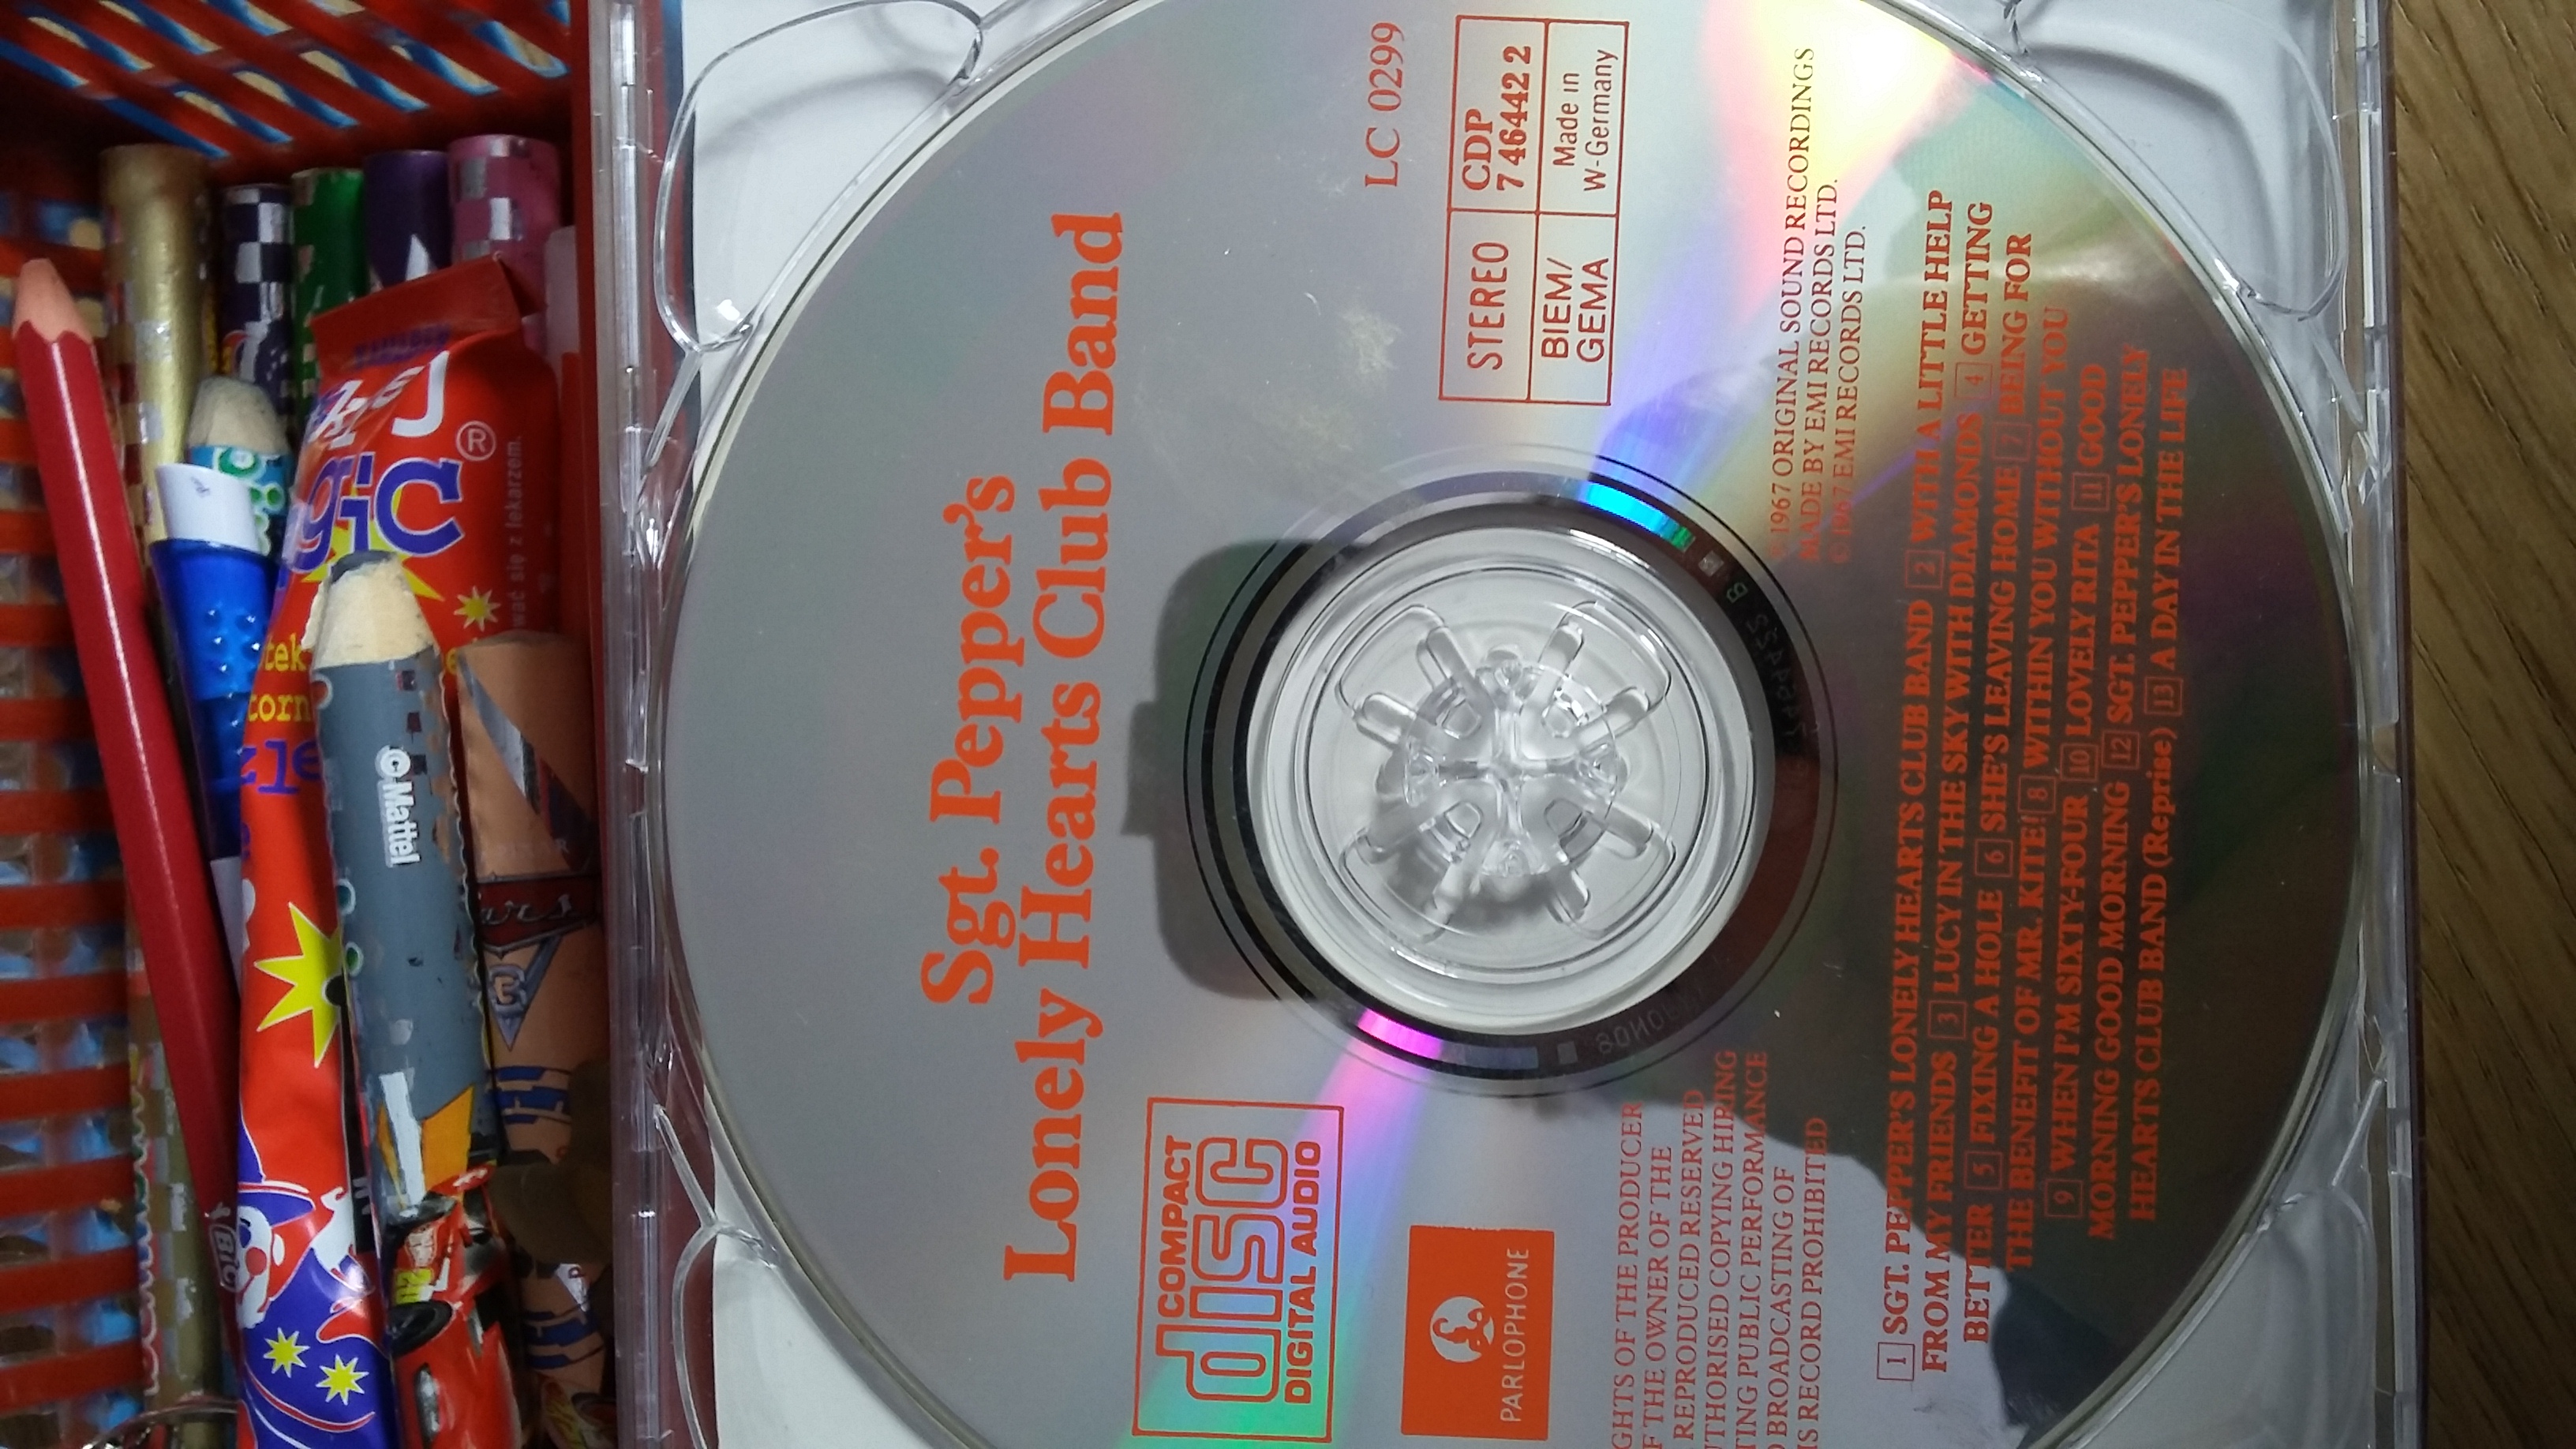 Sgt. Pepper's
Lonely Hearts Club Band
COMPACT
disc
DIGITAL AUDIO
LC 0299
STEREO
CDP
7 46442 2
BIEM/
GEMA
Made in
W-Germany
PARLOPHONE
GHTS OF THE PRODUCER
F THE OWNER OF THE
REPRODUCED RESERVED
UTHORISED COPYING HIRING
TING PUBLIC PERFORMANCE
D BROADCASTING OF
IS RECORD PROHIBITED
1967 ORIGINAL SOUND RECORDINGS
MADE BY EMI RECORDS LTD.
© 1967 EMI RECORDS LTD.
1 SGT. PEPPER'S LONELY HEARTS CLUB BAND 2 WITH A LITTLE HELP
FROM MY FRIENDS 3 LUCY IN THE SKY WITH DIAMONDS 4 GETTING
BETTER 5 FIXING A HOLE 6 SHE'S LEAVING HOME 7 BEING FOR
THE BENEFIT OF MR. KITE! 8 WITHIN YOU WITHOUT YOU
9 WHEN I'M SIXTY-FOUR 10 LOVELY RITA 11 GOOD
MORNING GOOD MORNING 12 SGT. PEPPER'S LONELY
HEARTS CLUB BAND (Reprise) 13 A DAY IN THE LIFE
gic®
wać się z lekarzem.
©Mattel
BIC